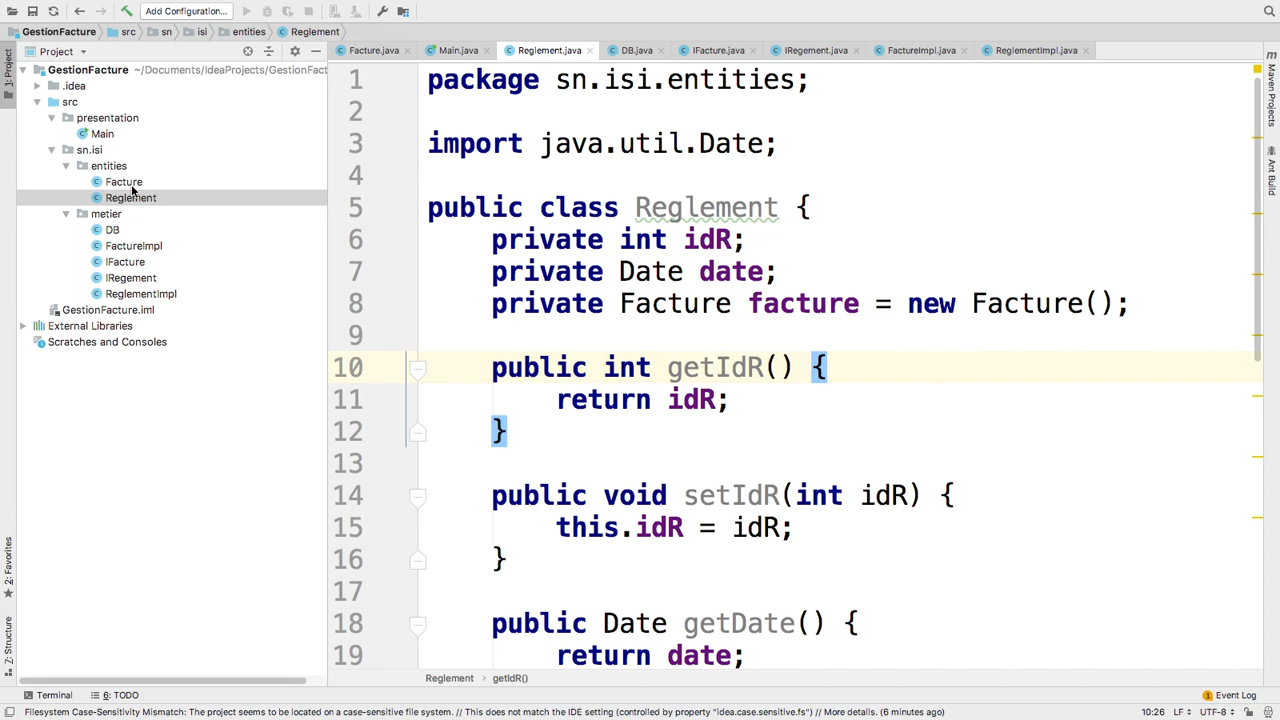 Add Configuration...
GestionFacture src sn isi entities Reglement
Project
Facture.java Main.java Reglement.java DB.java IFacture.java IRegement.java FactureImpl.java ReglementImpl.java
1: Project
GestionFacture ~/Documents/IdeaProjects/GestionFact
.idea
src
presentation
Main
sn.isi
entities
Facture
Reglement
metier
DB
FactureImpl
IFacture
IRegement
ReglementImpl
GestionFacture.iml
External Libraries
Scratches and Consoles
2: Favorites
7: Structure
1 package sn.isi.entities;
2
3 import java.util.Date;
4
5 public class Reglement {
6 private int idR;
7 private Date date;
8 private Facture facture = new Facture();
9
10 public int getIdR() {
11 return idR;
12 }
13
14 public void setIdR(int idR) {
15 this.idR = idR;
16 }
17
18 public Date getDate() {
19 return date;
Maven Projects
Ant Build
Reglement getIdR()
Terminal 6: TODO
1 Event Log
Filesystem Case-Sensitivity Mismatch: The project seems to be located on a case-sensitive file system. // This does not match the IDE setting (controlled by property "idea.case.sensitive.fs") // More details. (6 minutes ago)
10:26 LF UTF-8